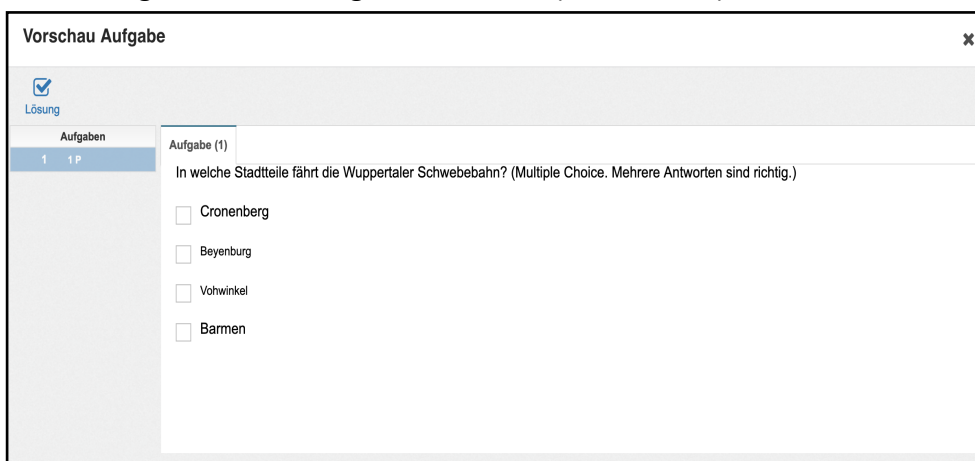 Vorschau Aufgabe
Lösung
Aufgaben
1 1 P
Aufgabe (1)
In welche Stadtteile fährt die Wuppertaler Schwebebahn? (Multiple Choice. Mehrere Antworten sind richtig.)
Cronenberg
Beyenburg
Vohwinkel
Barmen